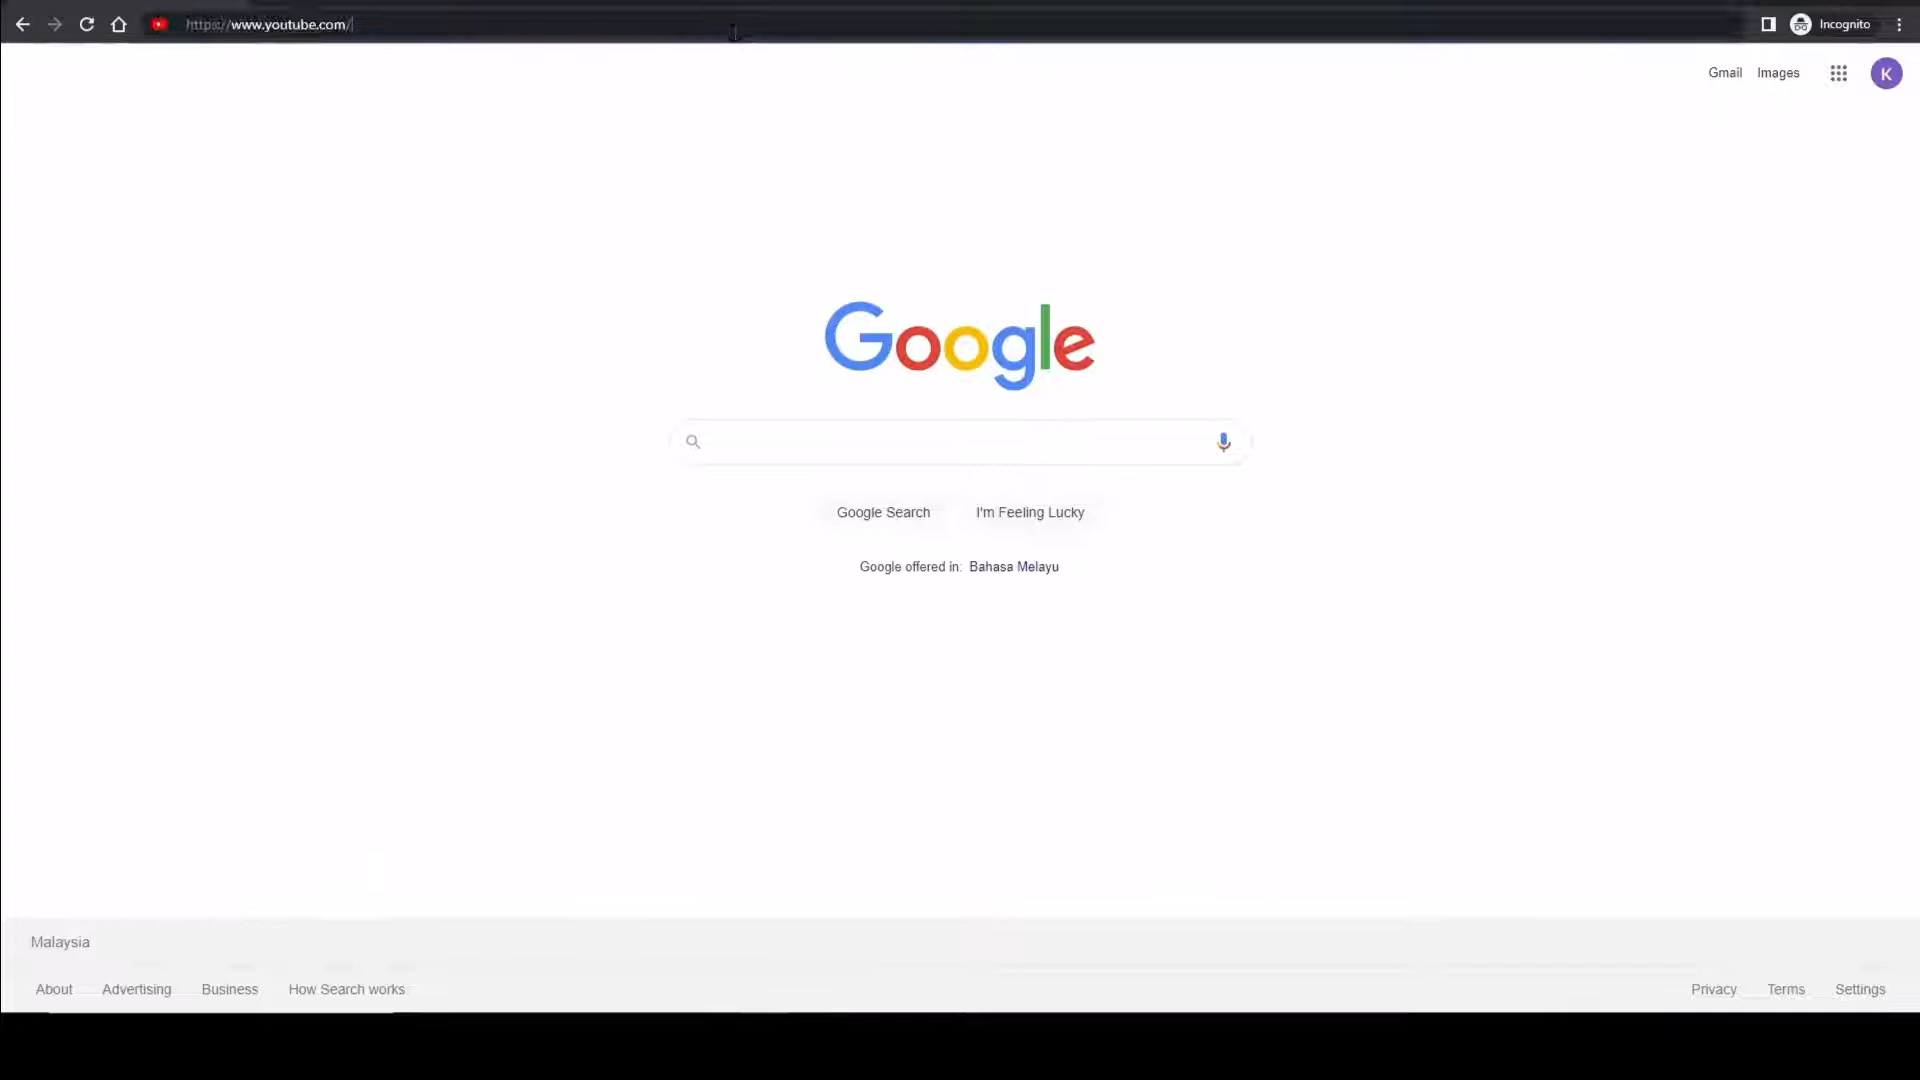 https://www.youtube.com/
Incognito
Gmail Images
K
Google
Google Search I'm Feeling Lucky
Google offered in: Bahasa Melayu
Malaysia
About Advertising Business How Search works
Privacy Terms Settings